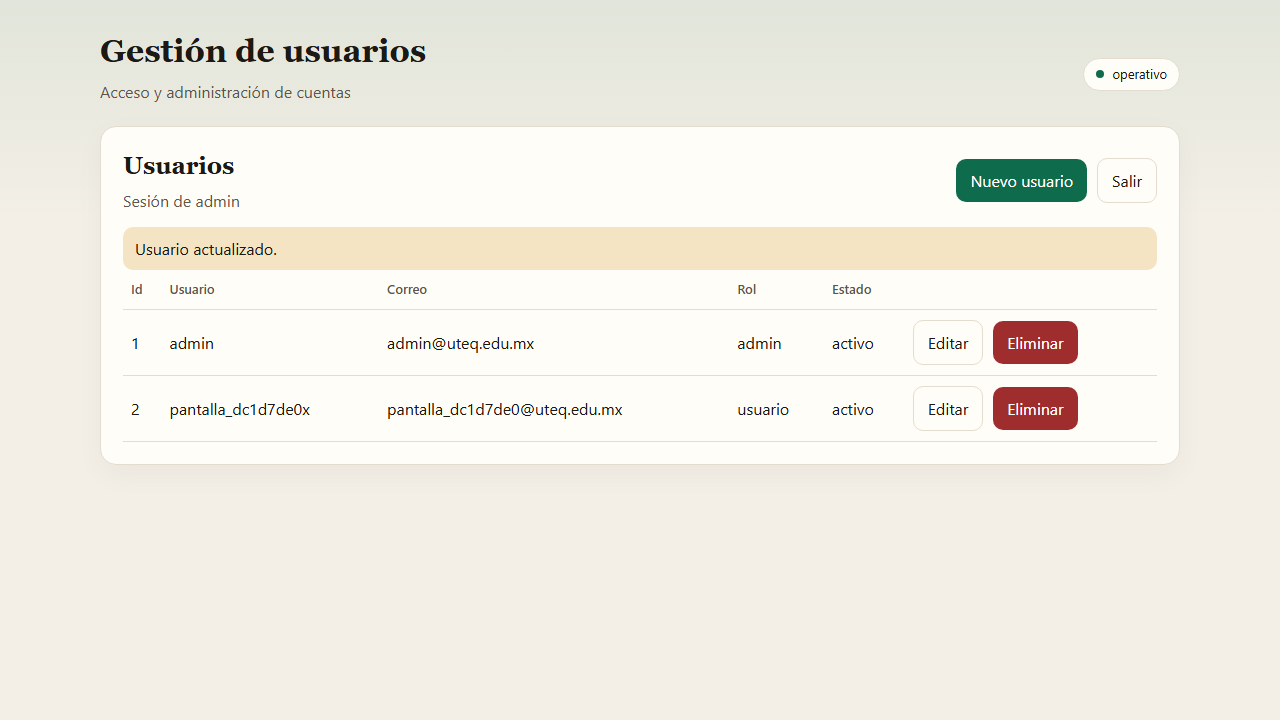 Gestión de usuarios
Acceso y administración de cuentas
operativo
Usuarios
Sesión de admin
Nuevo usuario Salir
Usuario actualizado.
Id Usuario Correo Rol Estado
1 admin admin@uteq.edu.mx admin activo Editar Eliminar
2 pantalla_dc1d7de0x pantalla_dc1d7de0@uteq.edu.mx usuario activo Editar Eliminar